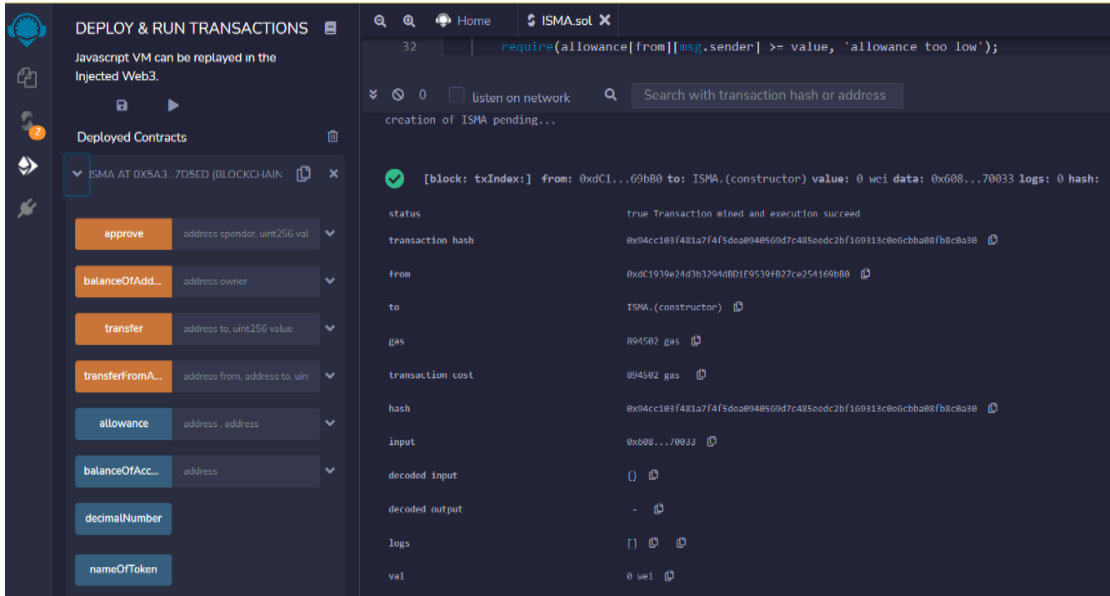 DEPLOY & RUN TRANSACTIONS
Javascript VM can be replayed in the
Injected Web3.
Deployed Contracts
2
ISMA AT 0X5A3...7D5ED (BLOCKCHAIN
approve address spender, uint256 val
balanceOfAdd... address owner
transfer address to, uint256 value
transferFromA... address from, address to, uin
allowance address , address
balanceOfAcc... address
decimalNumber
nameOfToken
Home ISMA.sol
32 require(allowance[from][msg.sender] >= value, 'allowance too low');
0 listen on network Search with transaction hash or address
creation of ISMA pending...
[block: txIndex:] from: 0xdC1...69bB0 to: ISMA.(constructor) value: 0 wei data: 0x608...70033 logs: 0 hash:
status true Transaction mined and execution succeed
transaction hash
from
to ISMA.(constructor)
gas 894502 gas
transaction cost 894502 gas
hash
input 0x608...70033
decoded input {}
decoded output -
logs []
val 0 wei